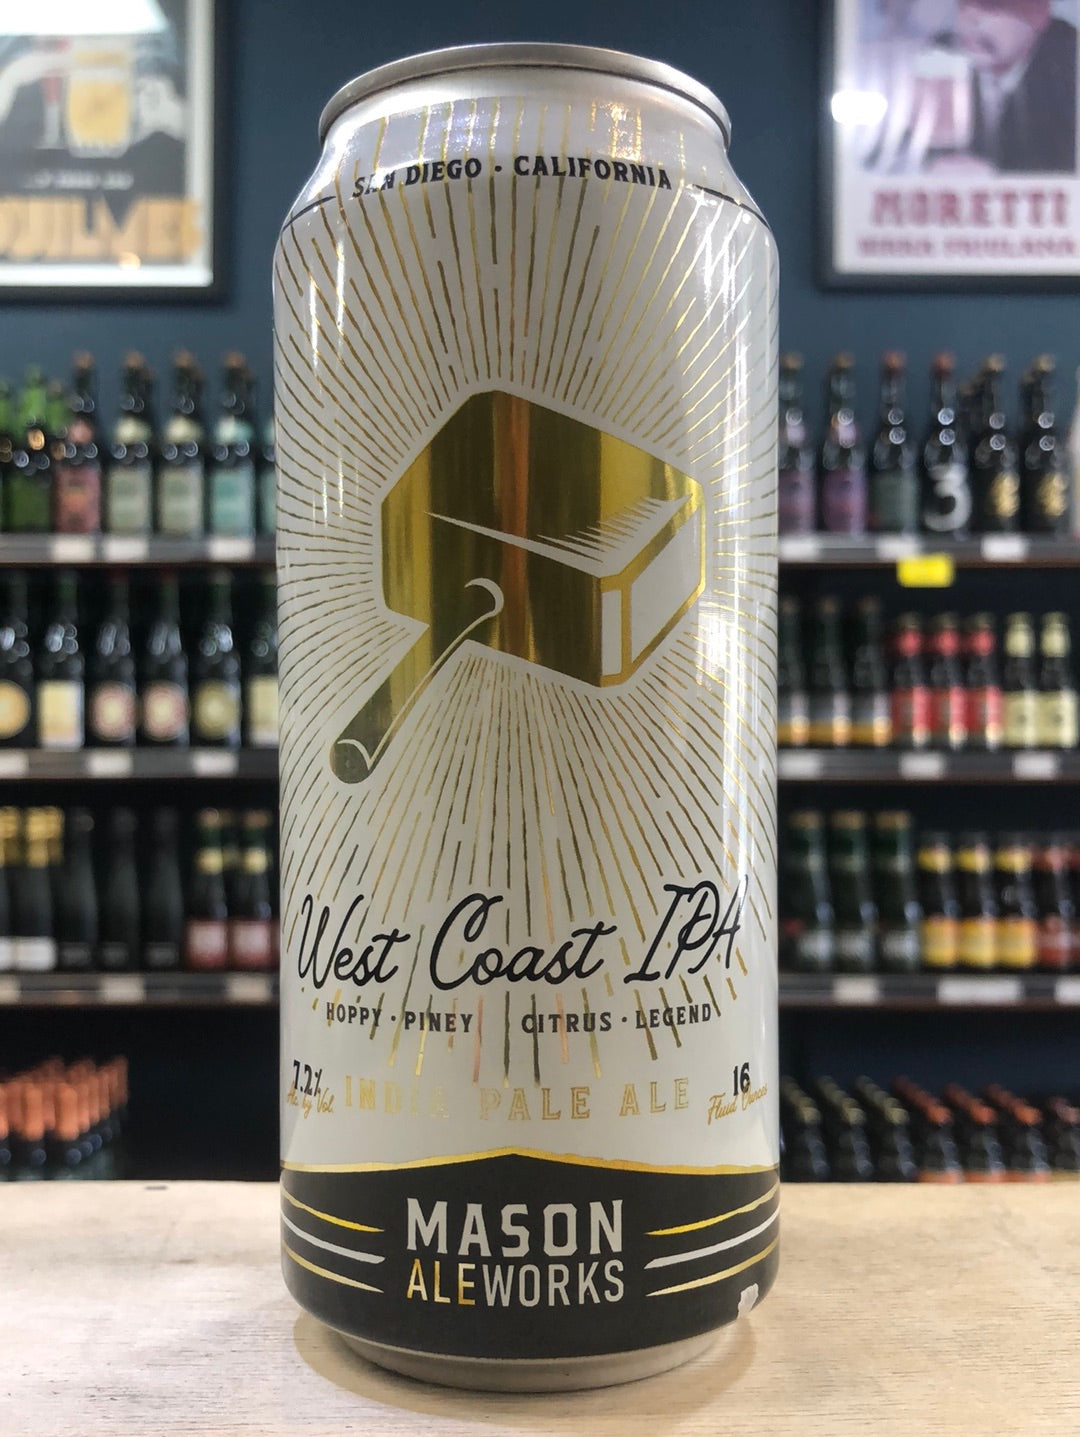 SAN DIEGO · CALIFORNIA
MORETTI
West Coast IPA
HOPPY · PINEY CITRUS · LEGEND
7.2%
Alc. by Vol.
INDIA PALE ALE
16
Fluid Ounces
MASON
ALEWORKS
3